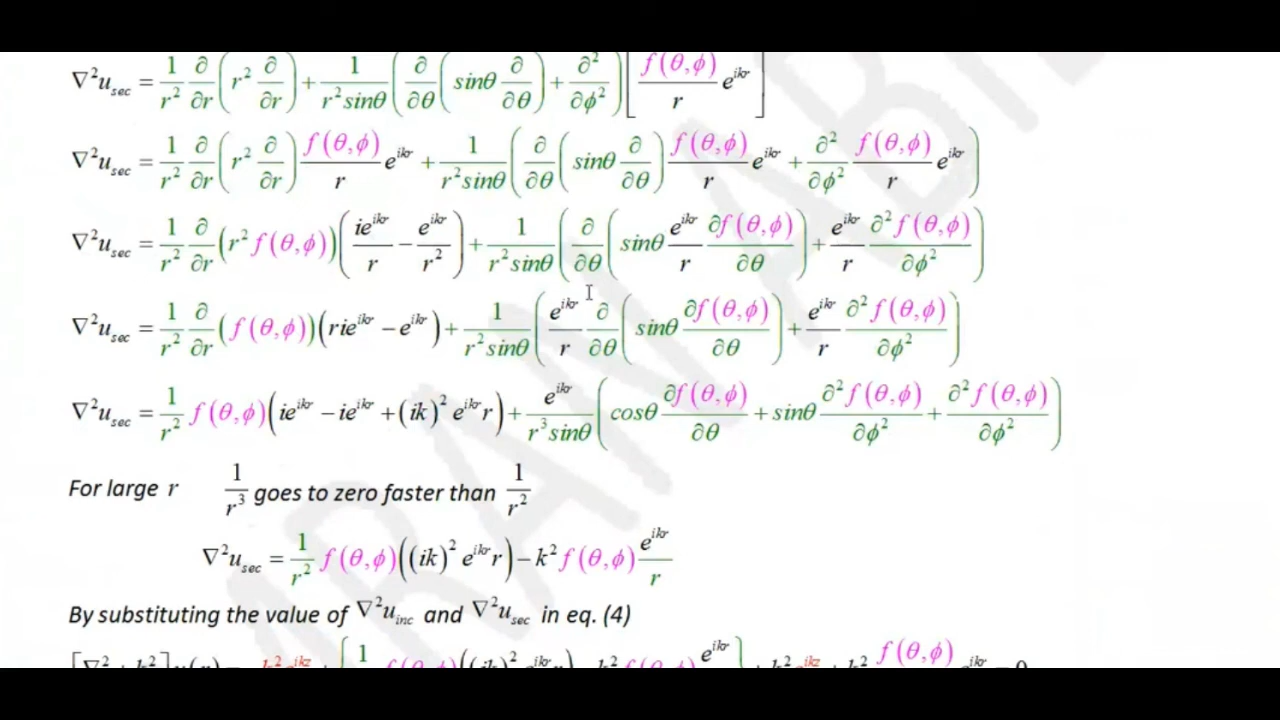 ∇²u_sec = 1/r² ∂/∂r (r² ∂/∂r) + 1/(r² sinθ) (∂/∂θ (sinθ ∂/∂θ) + ∂²/∂ϕ²) [f(θ,ϕ)/r e^{ikr}]
∇²u_sec = 1/r² ∂/∂r (r² ∂/∂r) f(θ,ϕ)/r e^{ikr} + 1/(r² sinθ) (∂/∂θ (sinθ ∂/∂θ) f(θ,ϕ)/r e^{ikr} + ∂²/∂ϕ² f(θ,ϕ)/r e^{ikr})
∇²u_sec = 1/r² ∂/∂r (r² f(θ,ϕ)) (ie^{ikr}/r − e^{ikr}/r²) + 1/(r² sinθ) (∂/∂θ (sinθ e^{ikr}/r ∂f(θ,ϕ)/∂θ) + e^{ikr}/r ∂²f(θ,ϕ)/∂ϕ²)
∇²u_sec = 1/r² ∂/∂r (f(θ,ϕ)) (rie^{ikr} − e^{ikr}) + 1/(r² sinθ) (e^{ikr}/r ∂/∂θ (sinθ ∂f(θ,ϕ)/∂θ) + e^{ikr}/r ∂²f(θ,ϕ)/∂ϕ²)
∇²u_sec = 1/r² f(θ,ϕ) (ie^{ikr} − ie^{ikr} + (ik)² e^{ikr} r) + e^{ikr}/(r³ sinθ) (cosθ ∂f(θ,ϕ)/∂θ + sinθ ∂²f(θ,ϕ)/∂ϕ² + ∂²f(θ,ϕ)/∂ϕ²)
For large r 1/r³ goes to zero faster than 1/r²
∇²u_sec = 1/r² f(θ,ϕ) ((ik)² e^{ikr} r) − k² f(θ,ϕ) e^{ikr}/r
By substituting the value of ∇²u_inc and ∇²u_sec in eq. (4)